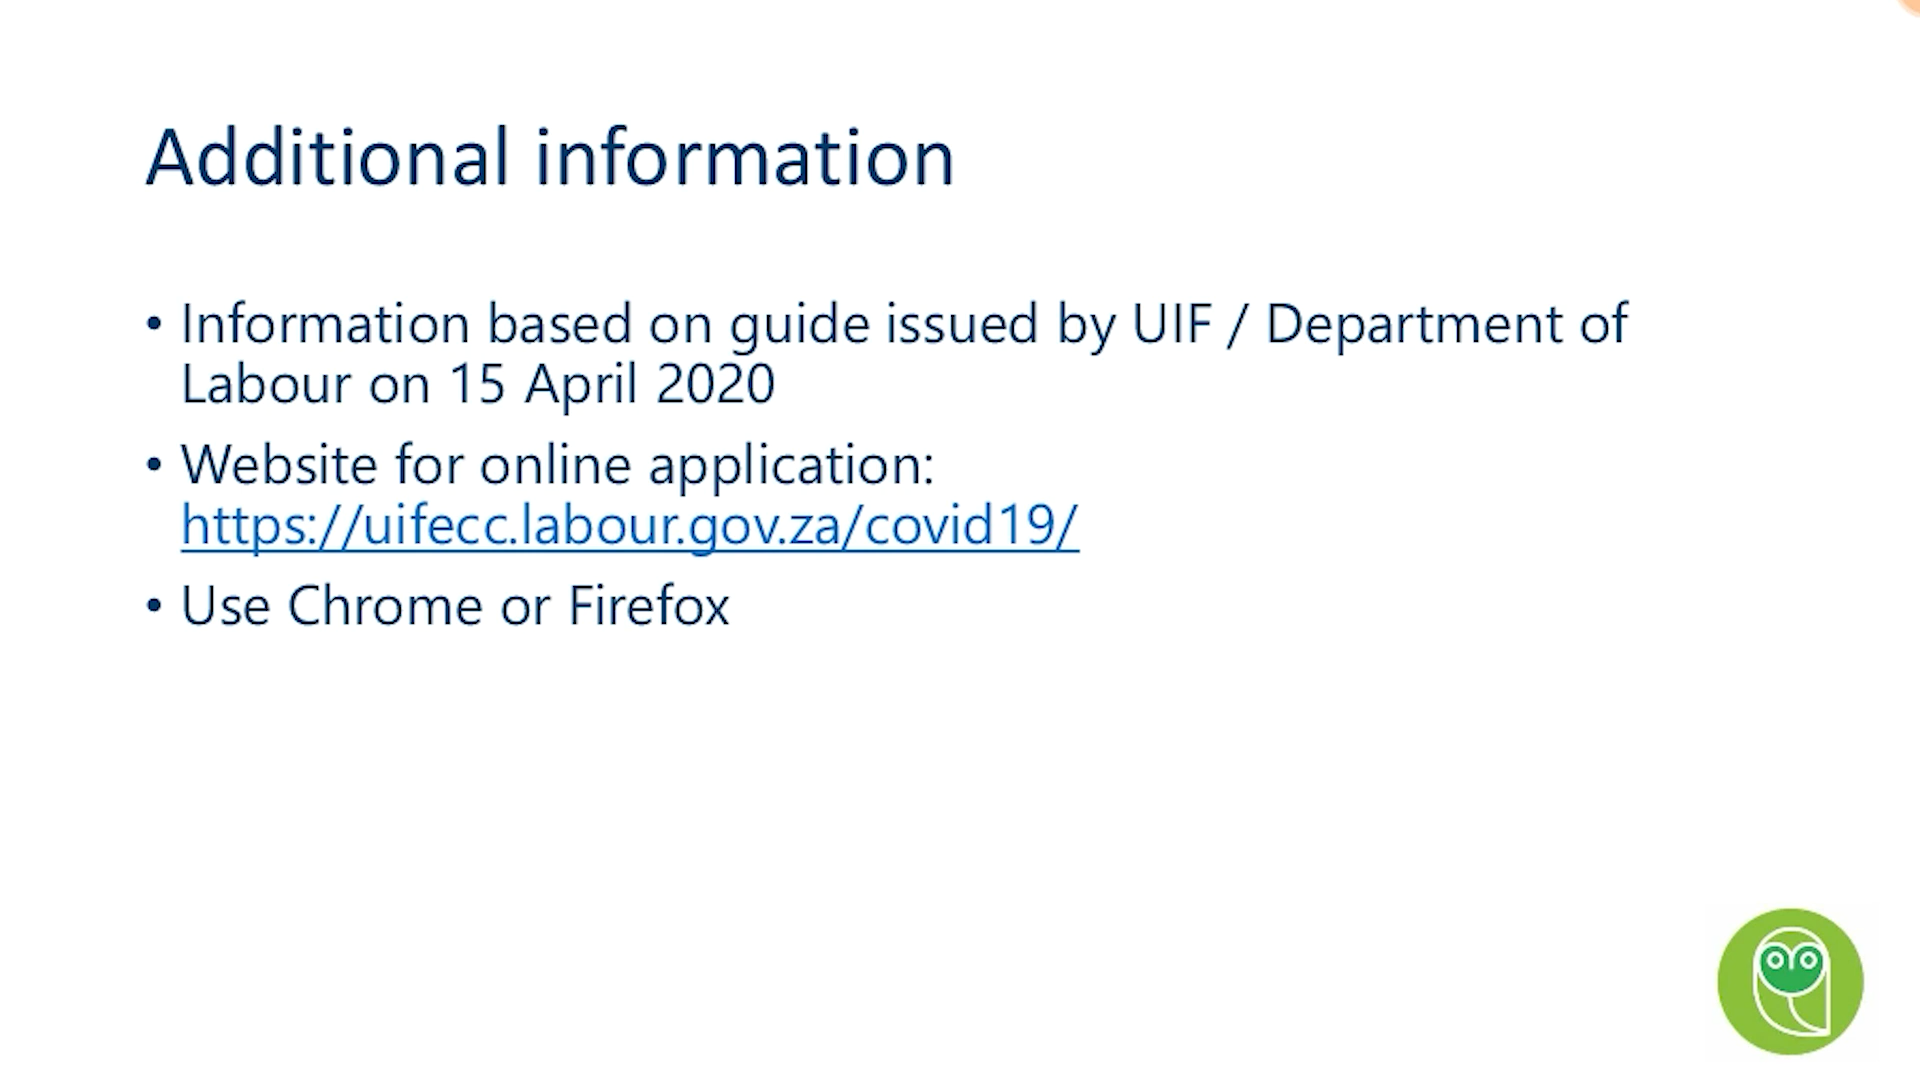 Additional information
• Information based on guide issued by UIF / Department of
Labour on 15 April 2020
• Website for online application:
https://uifecc.labour.gov.za/covid19/
• Use Chrome or Firefox